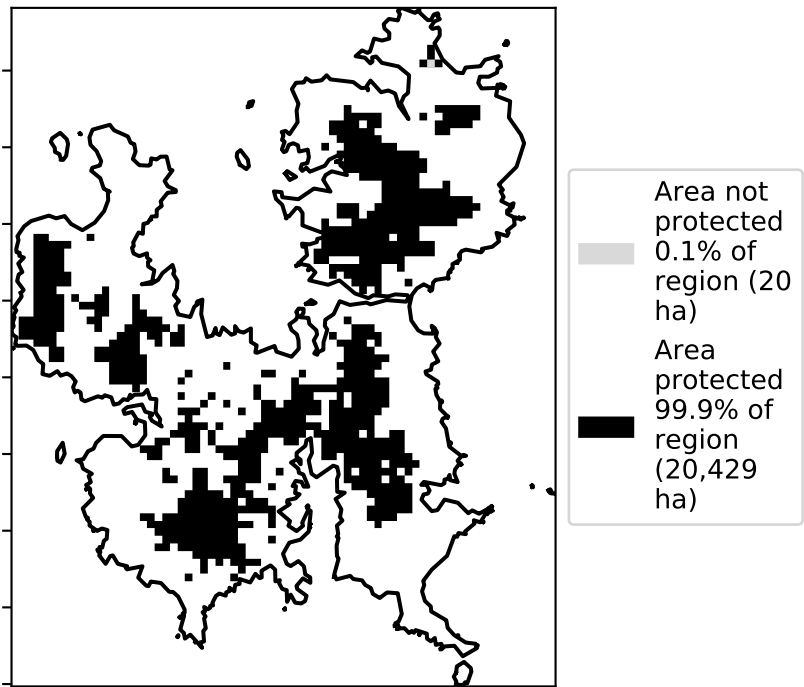 Area not
protected
0.1% of
region (20
ha)
Area
protected
99.9% of
region
(20,429
ha)